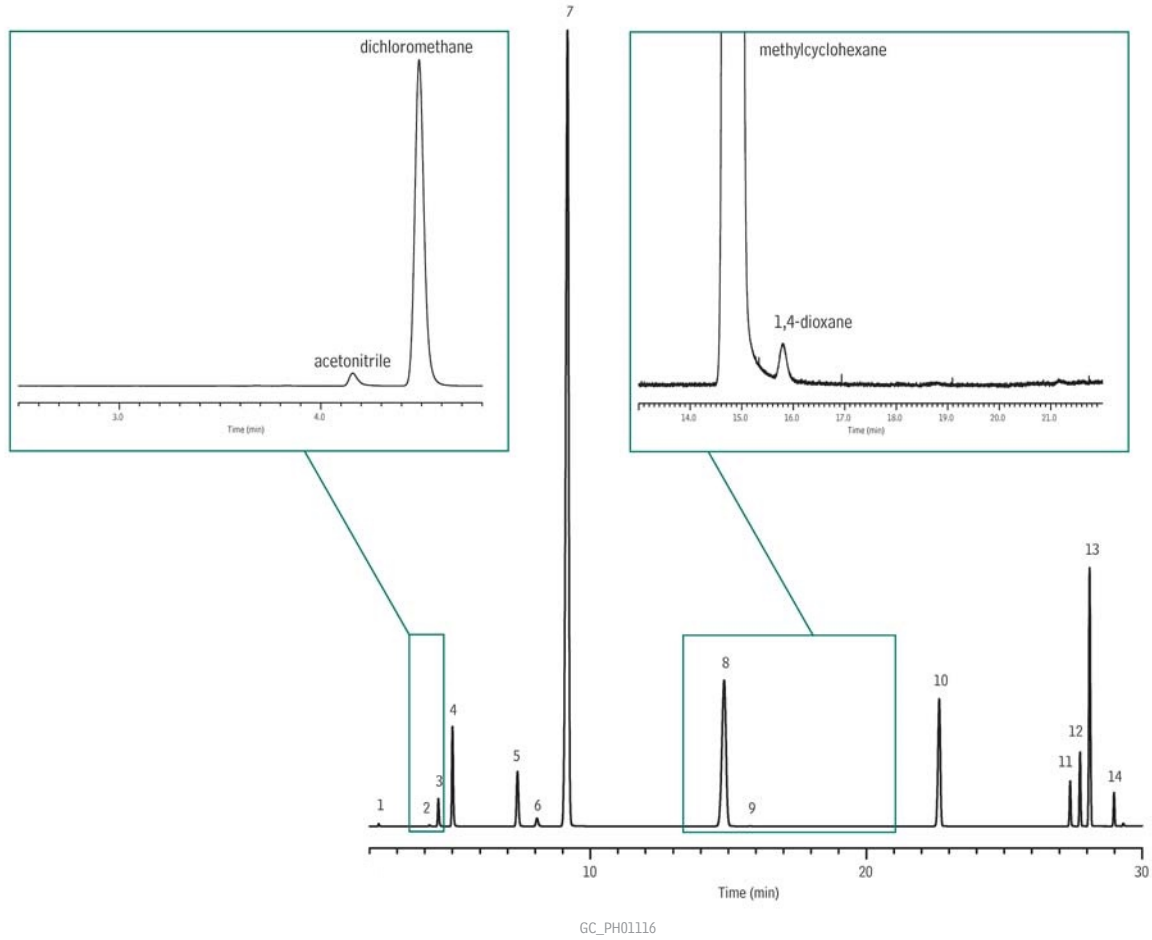 7
dichloromethane
acetonitrile
3.0 4.0
Time (min)
methylcyclohexane
1,4-dioxane
14.0 15.0 16.0 17.0 18.0 19.0 20.0 21.0
Time (min)
1
2
3
4
5
6
8
9
10
11
12
13
14
10 20 30
Time (min)
GC_PH01116